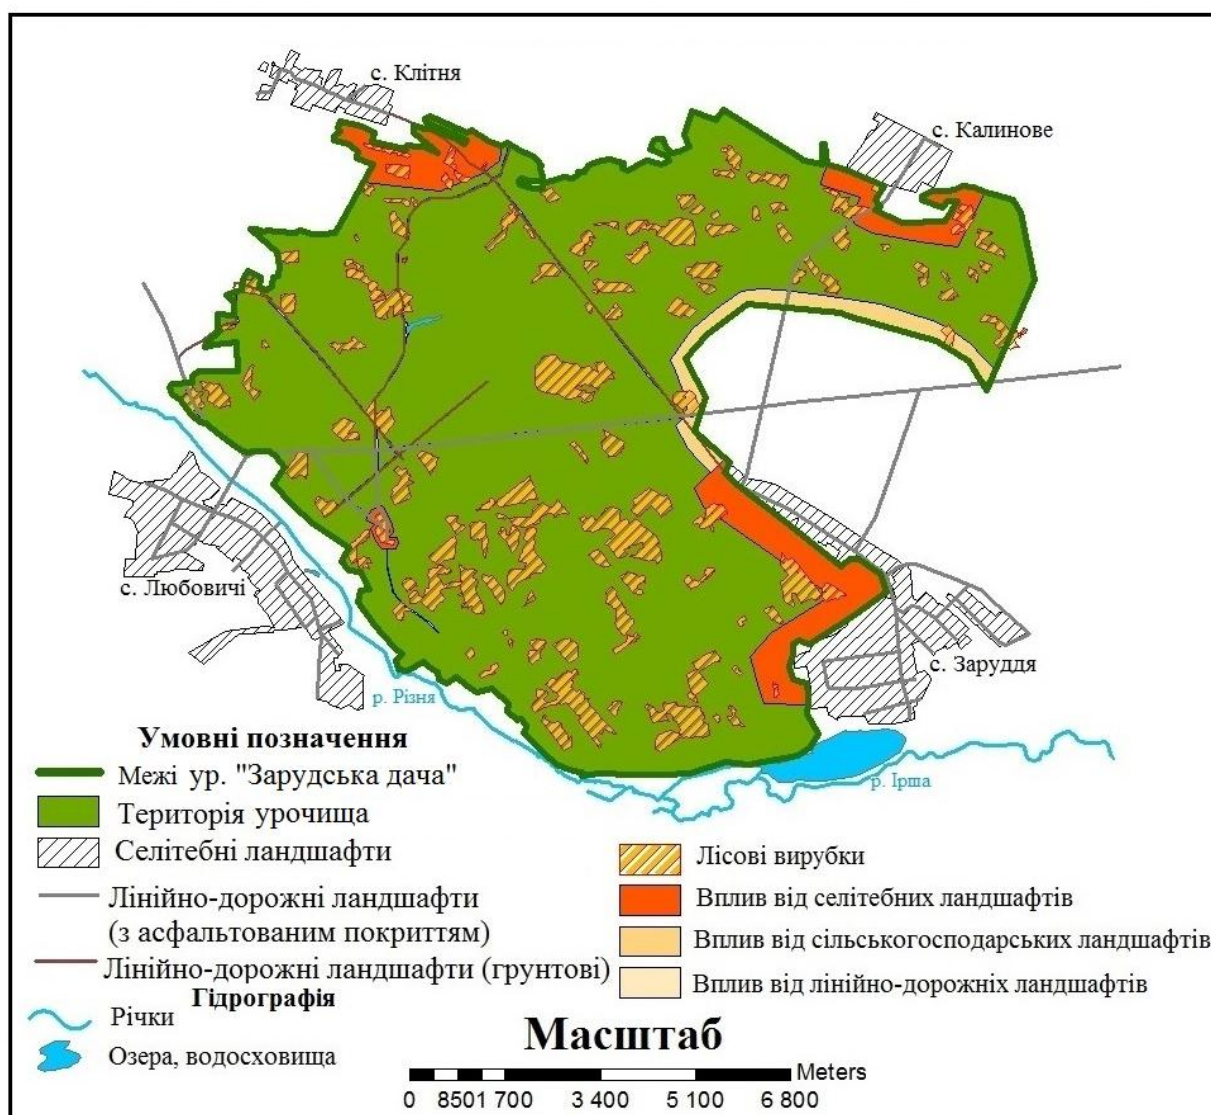 с. Клітня
с. Калинове
с. Любовичі
с. Заруддя
р. Різня
р. Ірша
Умовні позначення
Межі ур. "Зарудська дача"
Територія урочища
Селітебні ландшафти
Лінійно-дорожні ландшафти
(з асфальтованим покриттям)
Лінійно-дорожні ландшафти (грунтові)
Гідрографія
Річки
Озера, водосховища
Лісові вирубки
Вплив від селітебних ландшафтів
Вплив від сільськогосподарських ландшафтів
Вплив від лінійно-дорожніх ландшафтів
Масштаб
Meters
0 8501 700 3 400 5 100 6 800